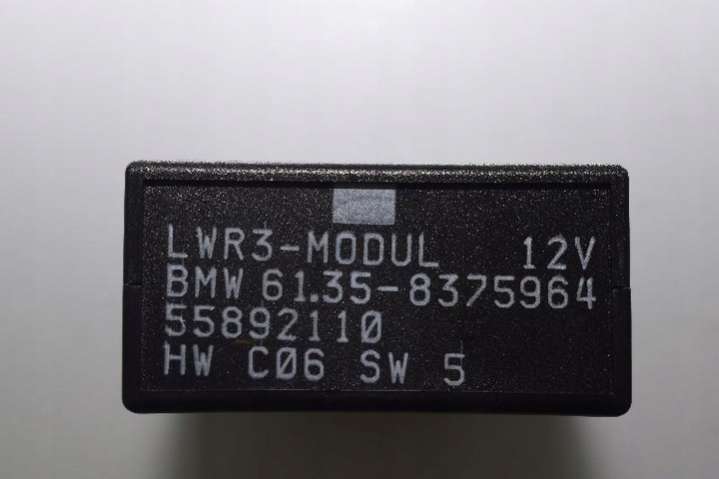 LWR3-MODUL 12V
BMW 61.35-8375964
55892110
HW C06 SW 5